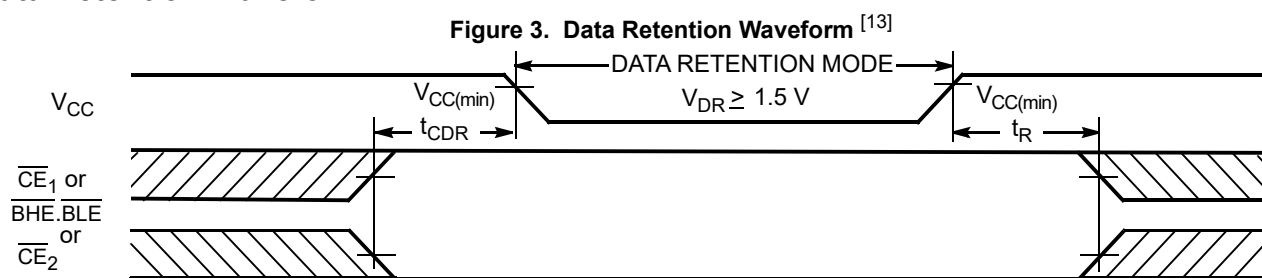 Figure 3. Data Retention Waveform [13]
DATA RETENTION MODE
VCC
VCC(min)
VDR ≥ 1.5 V
VCC(min)
tCDR
tR
CE1 or
BHE.BLE
or
CE2